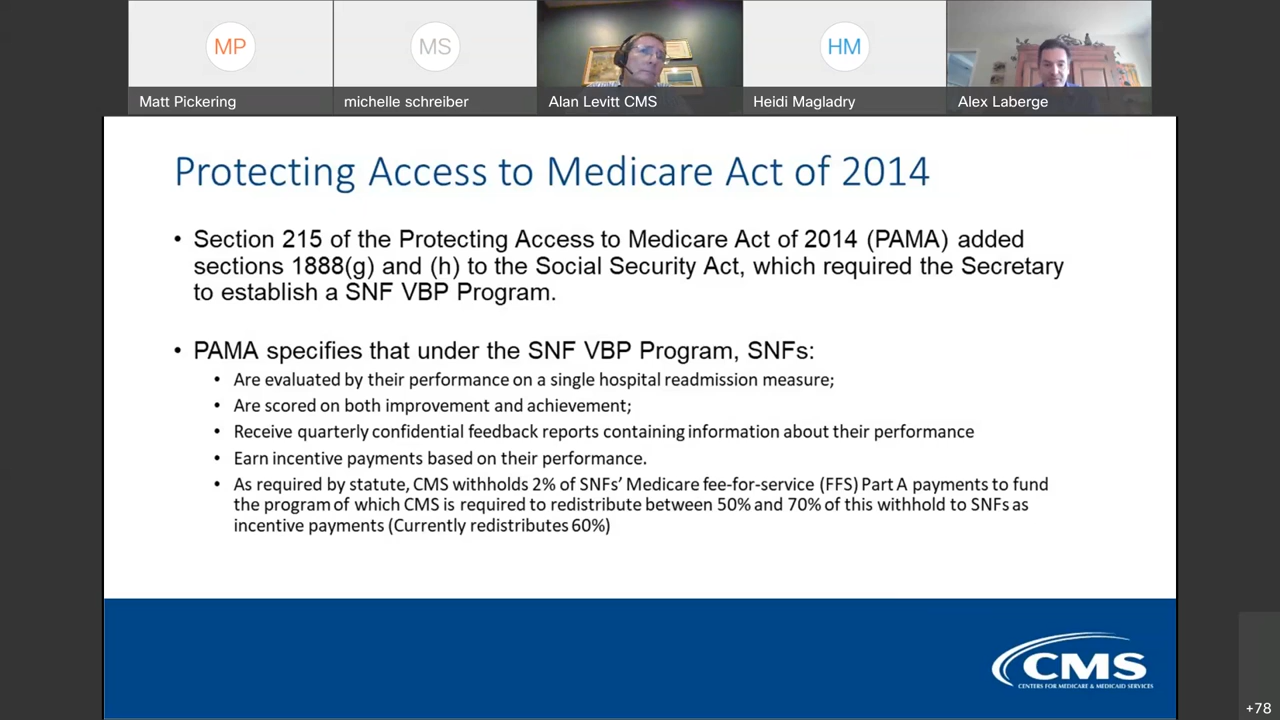 MP
MS
HM
Matt Pickering
michelle schreiber
Alan Levitt CMS
Heidi Magladry
Alex Laberge
Protecting Access to Medicare Act of 2014
• Section 215 of the Protecting Access to Medicare Act of 2014 (PAMA) added
sections 1888(g) and (h) to the Social Security Act, which required the Secretary
to establish a SNF VBP Program.
• PAMA specifies that under the SNF VBP Program, SNFs:
• Are evaluated by their performance on a single hospital readmission measure;
• Are scored on both improvement and achievement;
• Receive quarterly confidential feedback reports containing information about their performance
• Earn incentive payments based on their performance.
• As required by statute, CMS withholds 2% of SNFs’ Medicare fee-for-service (FFS) Part A payments to fund
the program of which CMS is required to redistribute between 50% and 70% of this withhold to SNFs as
incentive payments (Currently redistributes 60%)
CMS
CENTERS FOR MEDICARE & MEDICAID SERVICES
+78